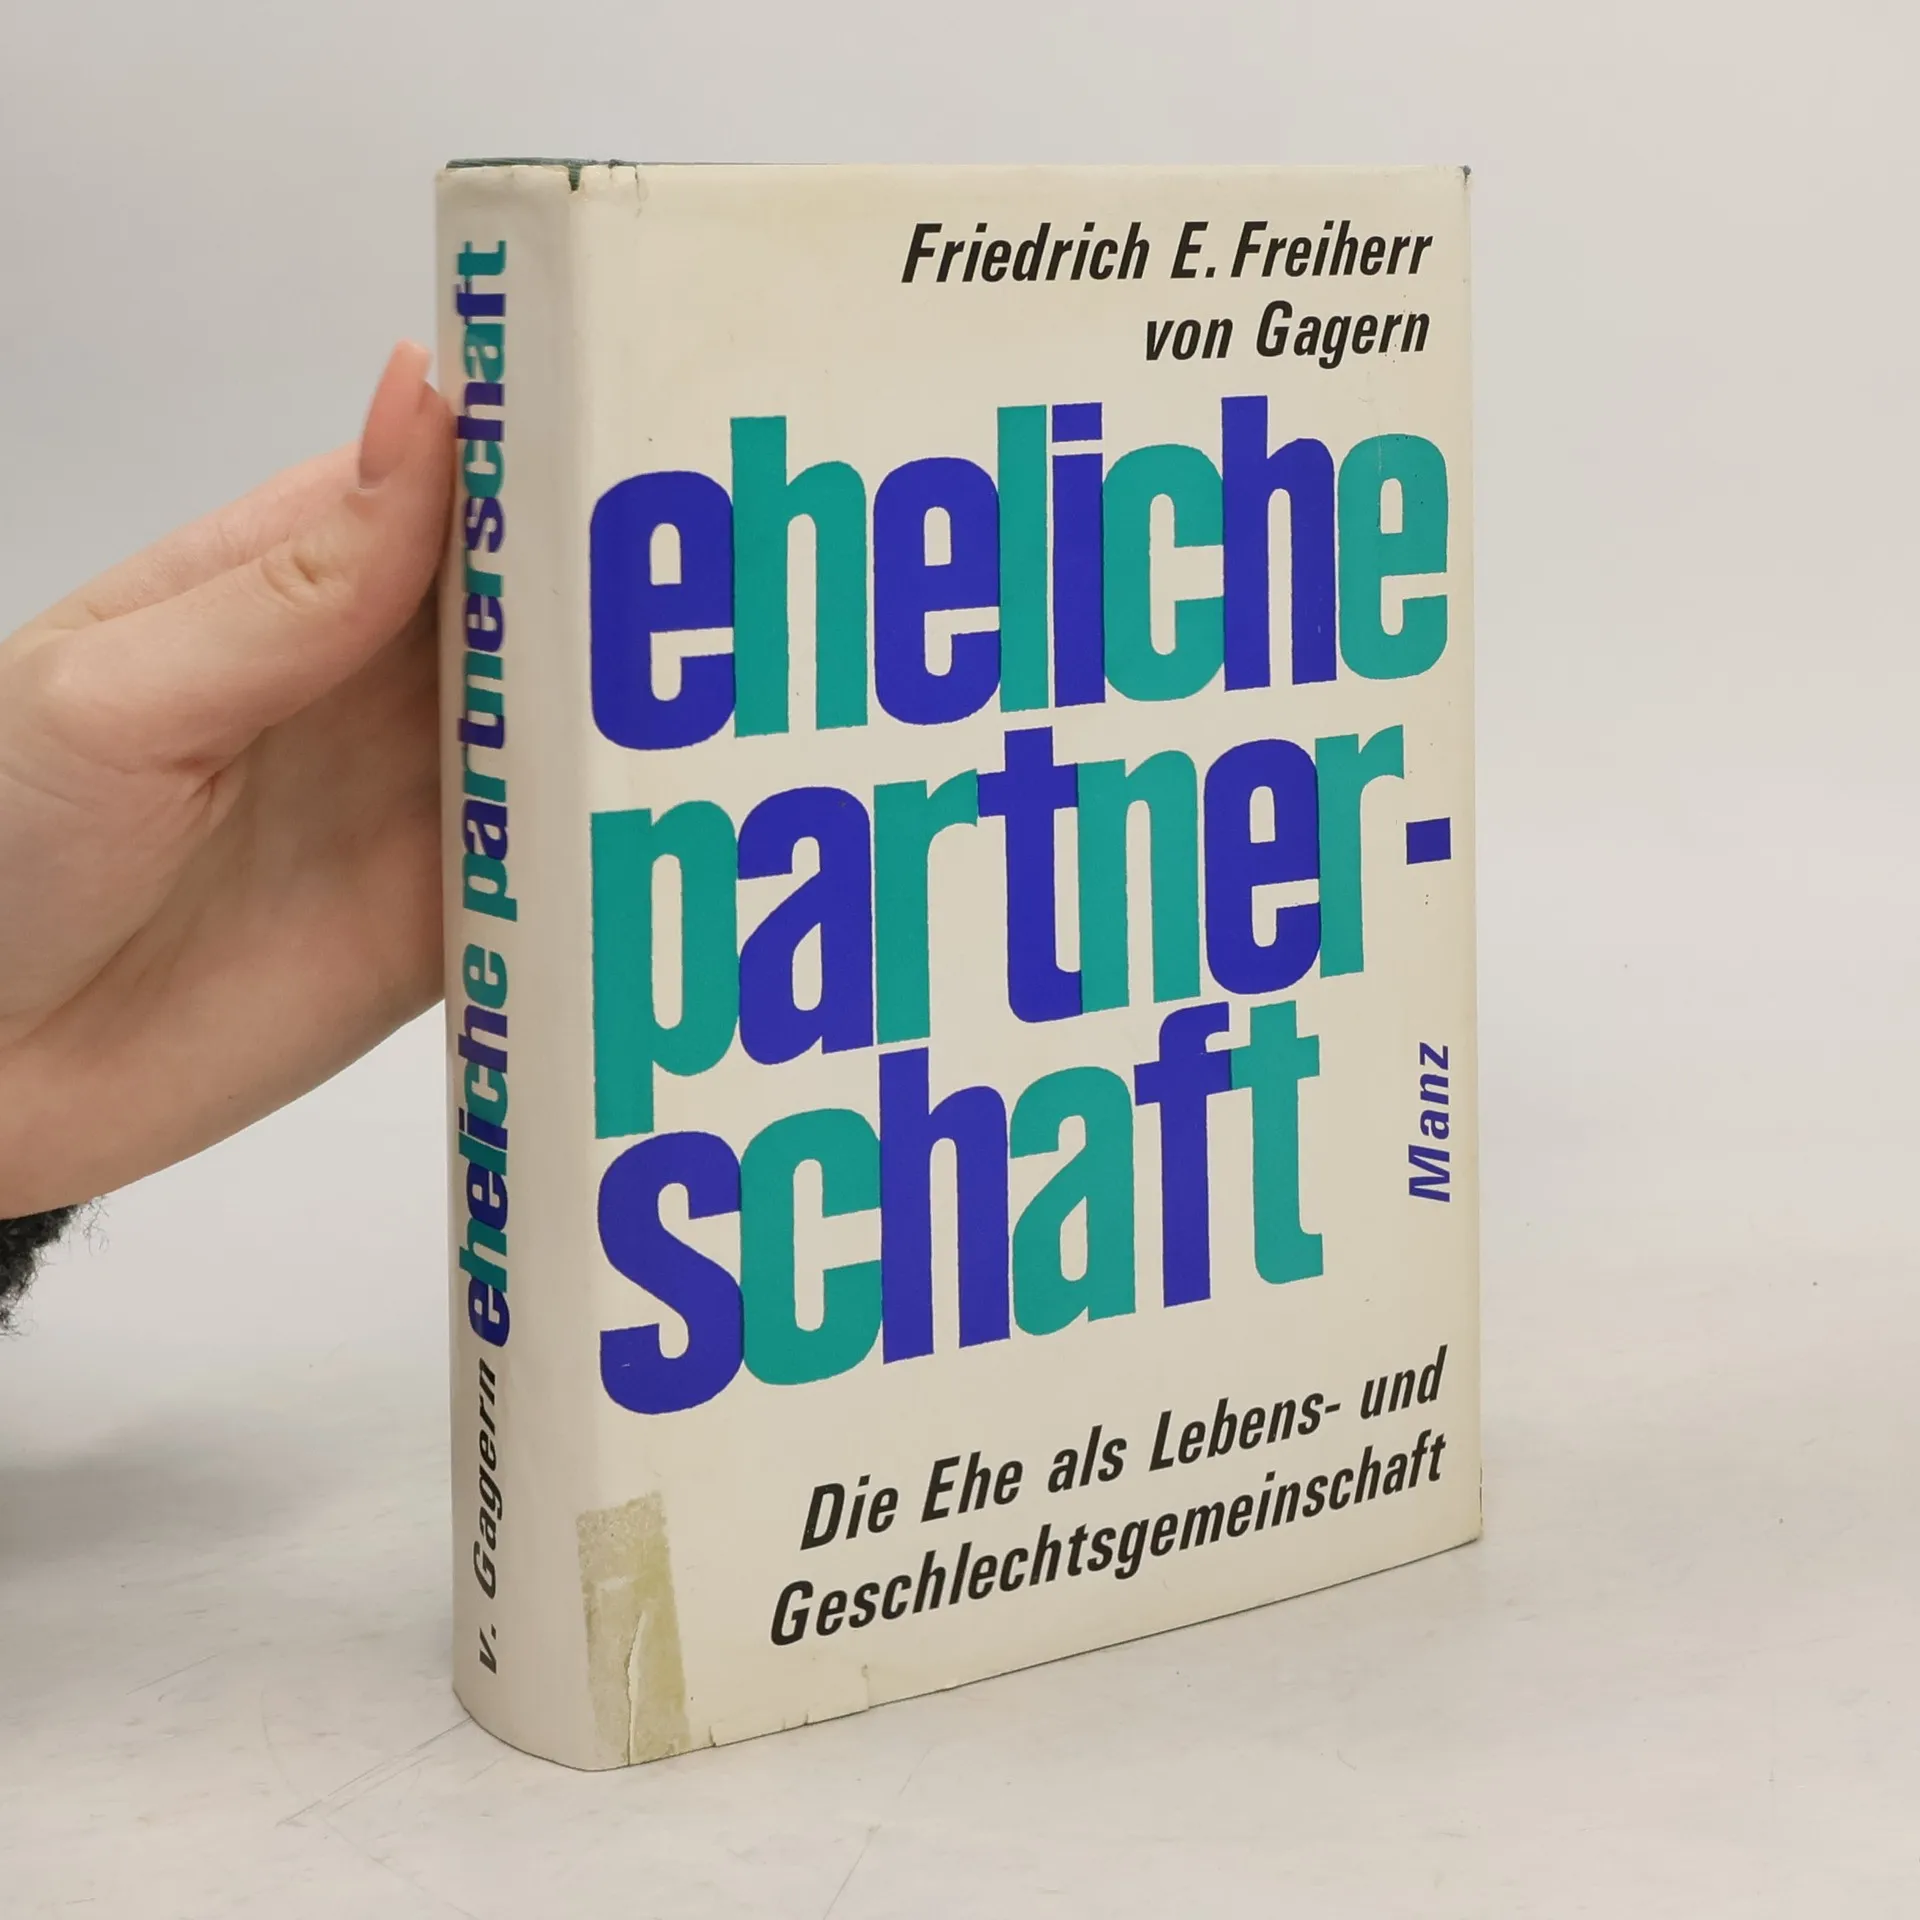 Friedrich E. Freiherr
von Gagern
eheliche
partner-
schaft
Manz
Die Ehe als Lebens- und
Geschlechtsgemeinschaft
v. Gagern eheliche partnerschaft